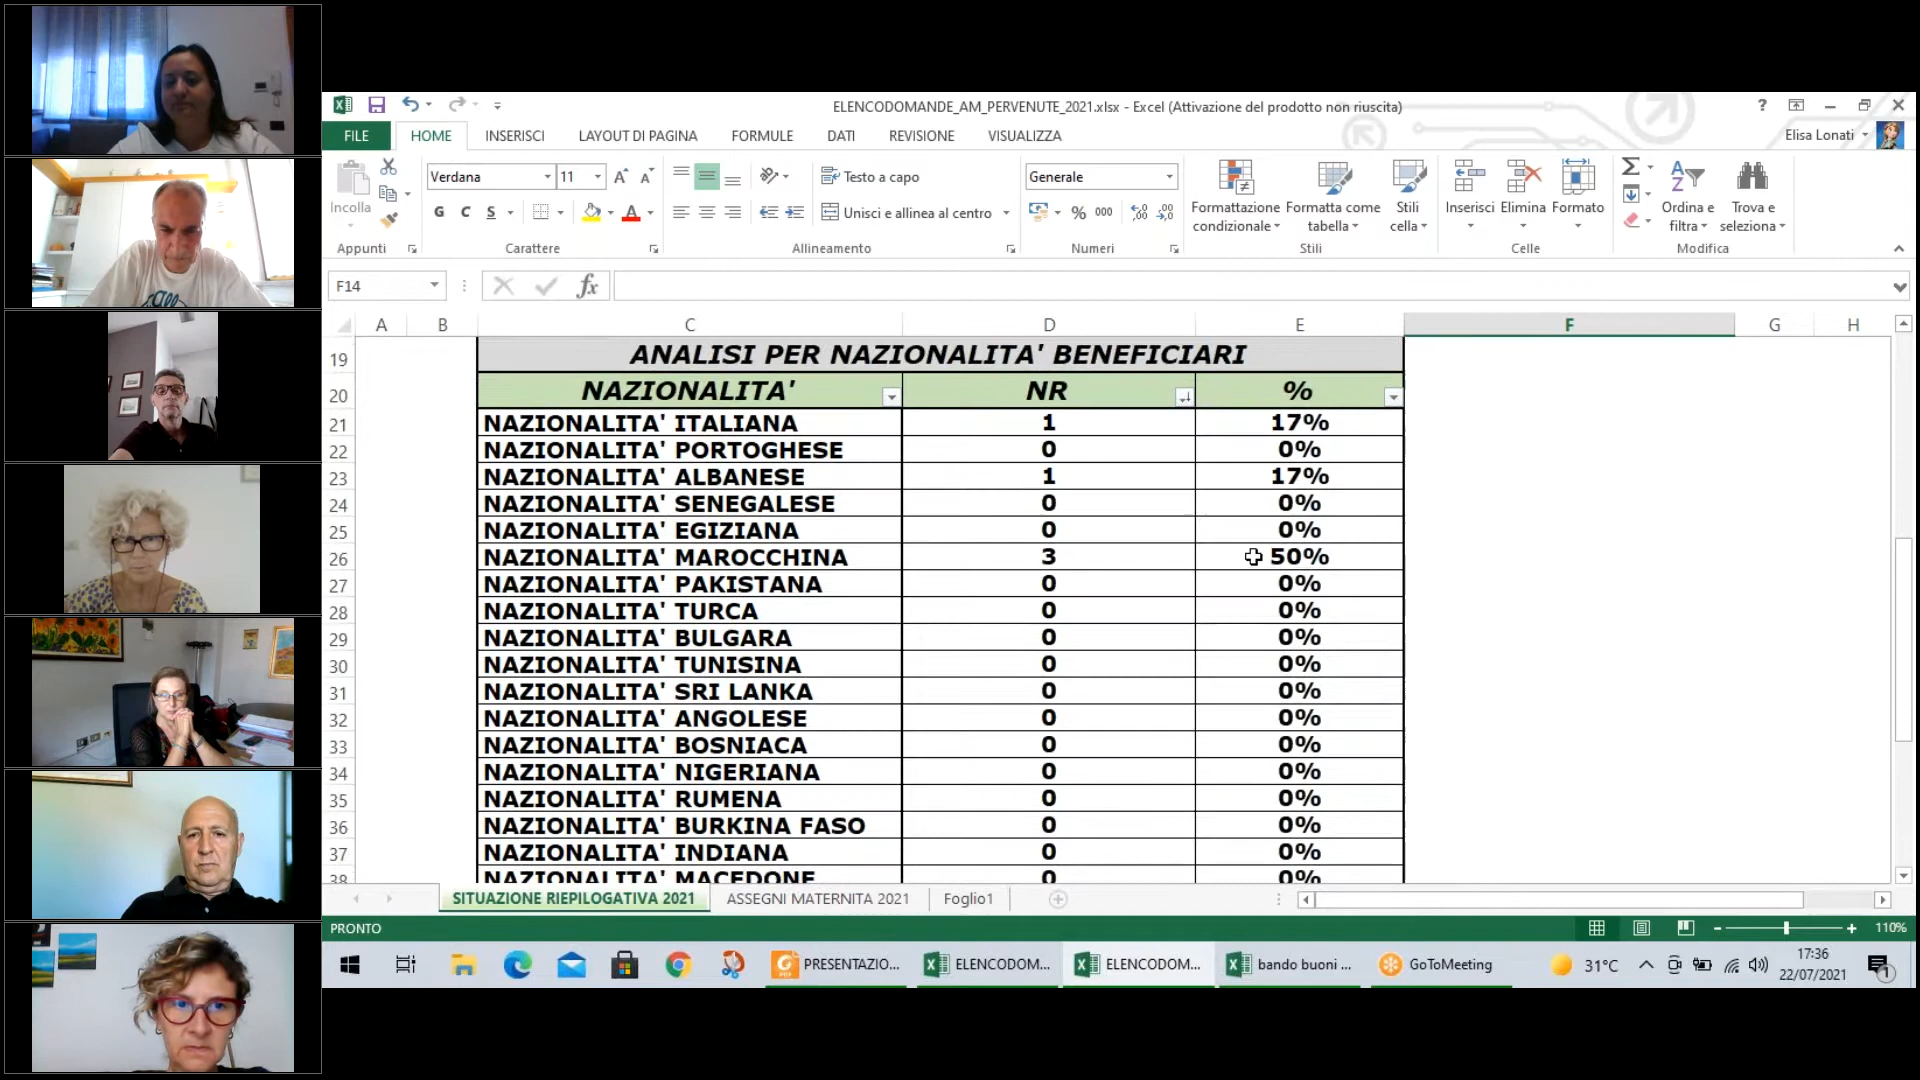 ELENCODOMANDE_AM_PERVENUTE_2021.xlsx - Excel (Attivazione del prodotto non riuscita)
?
FILE HOME INSERISCI LAYOUT DI PAGINA FORMULE DATI REVISIONE VISUALIZZA Elisa Lonati
Incolla Verdana 11 Testo a capo Generale
G C S A Unisci e allinea al centro % 000
Formattazione condizionale Formatta come tabella Stili cella Inserisci Elimina Formato Ordina e filtra Trova e seleziona
Appunti Carattere Allineamento Numeri Stili Celle Modifica
F14 fx
A B C D E F G H
19 ANALISI PER NAZIONALITA' BENEFICIARI
20 NAZIONALITA' NR %
21 NAZIONALITA' ITALIANA 1 17%
22 NAZIONALITA' PORTOGHESE 0 0%
23 NAZIONALITA' ALBANESE 1 17%
24 NAZIONALITA' SENEGALESE 0 0%
25 NAZIONALITA' EGIZIANA 0 0%
26 NAZIONALITA' MAROCCHINA 3 50%
27 NAZIONALITA' PAKISTANA 0 0%
28 NAZIONALITA' TURCA 0 0%
29 NAZIONALITA' BULGARA 0 0%
30 NAZIONALITA' TUNISINA 0 0%
31 NAZIONALITA' SRI LANKA 0 0%
32 NAZIONALITA' ANGOLESE 0 0%
33 NAZIONALITA' BOSNIACA 0 0%
34 NAZIONALITA' NIGERIANA 0 0%
35 NAZIONALITA' RUMENA 0 0%
36 NAZIONALITA' BURKINA FASO 0 0%
37 NAZIONALITA' INDIANA 0 0%
38 NAZIONALITA' MACEDONE 0 0%
SITUAZIONE RIEPILOGATIVA 2021 ASSEGNI MATERNITA 2021 Foglio1
PRONTO 110%
PRESENTAZIO... ELENCODOM... ELENCODOM... bando buoni ... GoToMeeting 31°C 17:36
22/07/2021 1